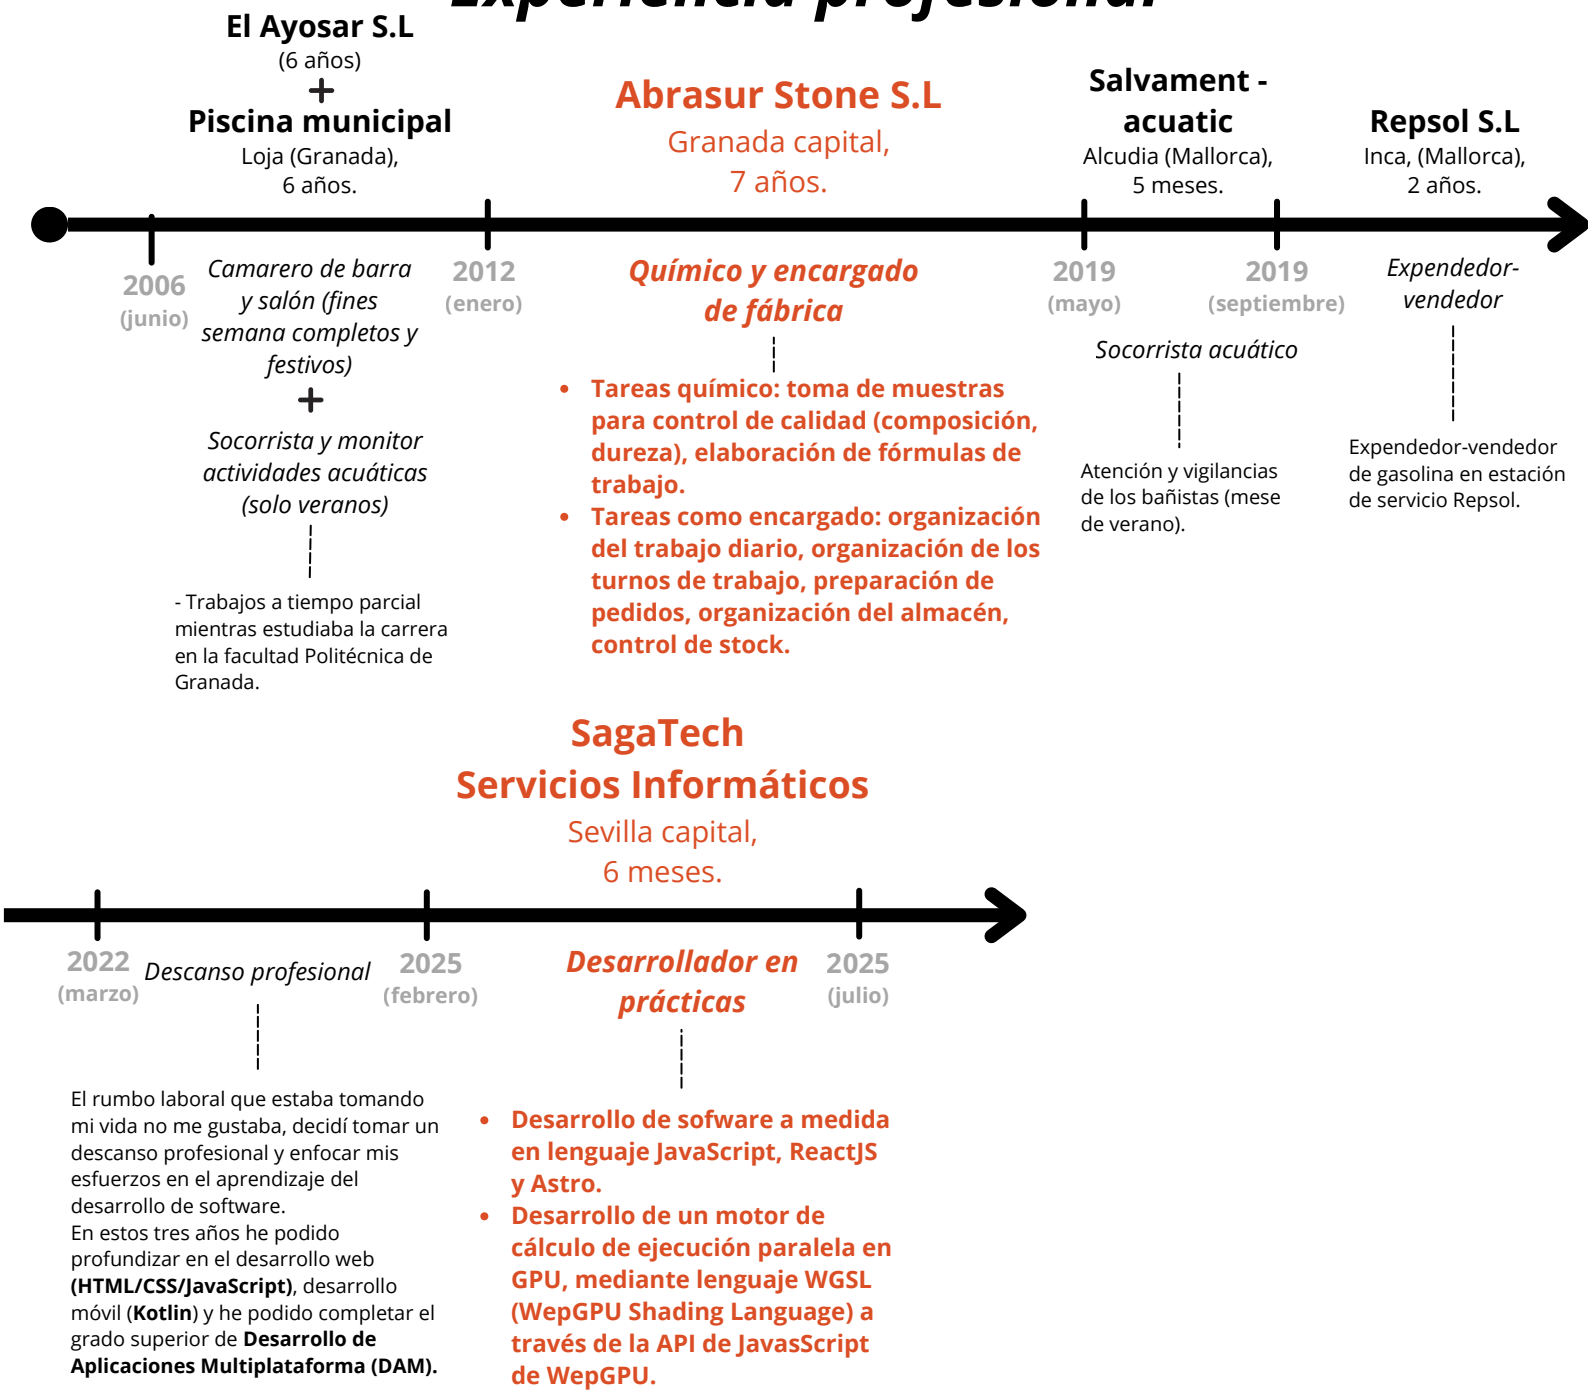 Experiencia profesional
El Ayosar S.L
(6 años)
+
Piscina municipal
Loja (Granada),
6 años.
Abrasur Stone S.L
Granada capital,
7 años.
Salvament -
acuatic
Alcudia (Mallorca),
5 meses.
Repsol S.L
Inca, (Mallorca),
2 años.
2006
(junio)
Camarero de barra
y salón (fines
semana completos y
festivos)
+
Socorrista y monitor
actividades acuáticas
(solo veranos)
- Trabajos a tiempo parcial
mientras estudiaba la carrera
en la facultad Politécnica de
Granada.
2012
(enero)
Químico y encargado
de fábrica
• Tareas químico: toma de muestras
para control de calidad (composición,
dureza), elaboración de fórmulas de
trabajo.
• Tareas como encargado: organización
del trabajo diario, organización de los
turnos de trabajo, preparación de
pedidos, organización del almacén,
control de stock.
2019
(mayo)
Socorrista acuático
Atención y vigilancias
de los bañistas (mese
de verano).
2019
(septiembre)
Expendedor-
vendedor
Expendedor-vendedor
de gasolina en estación
de servicio Repsol.
SagaTech
Servicios Informáticos
Sevilla capital,
6 meses.
2022
(marzo)
Descanso profesional
El rumbo laboral que estaba tomando
mi vida no me gustaba, decidí tomar un
descanso profesional y enfocar mis
esfuerzos en el aprendizaje del
desarrollo de software.
En estos tres años he podido
profundizar en el desarrollo web
(HTML/CSS/JavaScript), desarrollo
móvil (Kotlin) y he podido completar el
grado superior de Desarrollo de
Aplicaciones Multiplataforma (DAM).
2025
(febrero)
Desarrollador en
prácticas
• Desarrollo de sofware a medida
en lenguaje JavaScript, ReactJS
y Astro.
• Desarrollo de un motor de
cálculo de ejecución paralela en
GPU, mediante lenguaje WGSL
(WepGPU Shading Language) a
través de la API de JavasScript
de WepGPU.
2025
(julio)